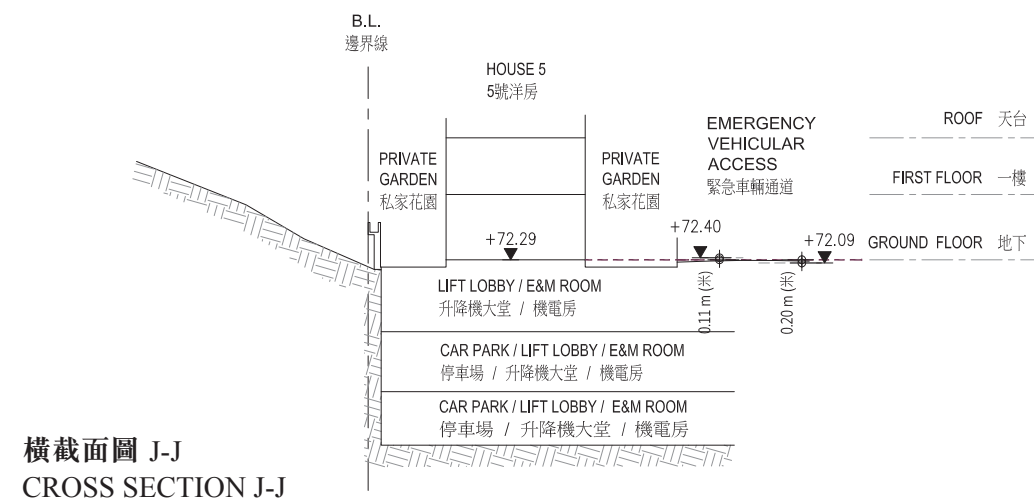 B.L.
邊界線
HOUSE 5
5號洋房
ROOF 天台
EMERGENCY
VEHICULAR
ACCESS
緊急車輛通道
PRIVATE
GARDEN
私家花園
PRIVATE
GARDEN
私家花園
FIRST FLOOR 一樓
+72.29
+72.40
+72.09
GROUND FLOOR 地下
0.11 m (米)
0.20 m (米)
LIFT LOBBY / E&M ROOM
升降機大堂 / 機電房
CAR PARK / LIFT LOBBY / E&M ROOM
停車場 / 升降機大堂 / 機電房
CAR PARK / LIFT LOBBY / E&M ROOM
停車場 / 升降機大堂 / 機電房
橫截面圖 J-J
CROSS SECTION J-J